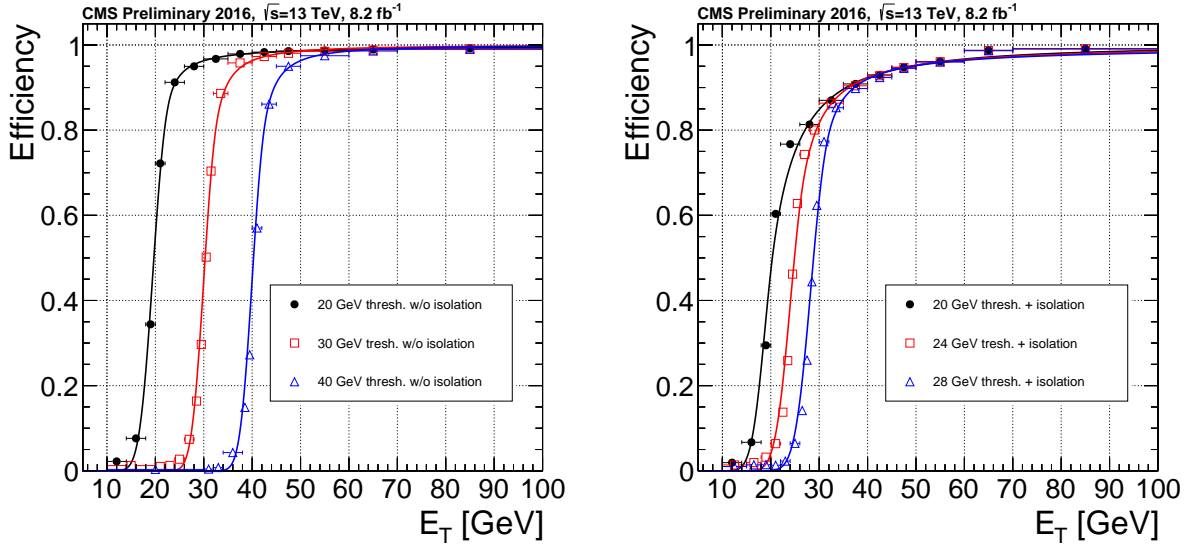 CMS Preliminary 2016, √s=13 TeV, 8.2 fb⁻¹
Efficiency
1
0.8
0.6
0.4
0.2
0
20 GeV thresh. w/o isolation
30 GeV tresh. w/o isolation
40 GeV thresh. w/o isolation
10 20 30 40 50 60 70 80 90 100
E_T [GeV]
CMS Preliminary 2016, √s=13 TeV, 8.2 fb⁻¹
Efficiency
1
0.8
0.6
0.4
0.2
0
20 GeV thresh. + isolation
24 GeV tresh. + isolation
28 GeV thresh. + isolation
10 20 30 40 50 60 70 80 90 100
E_T [GeV]